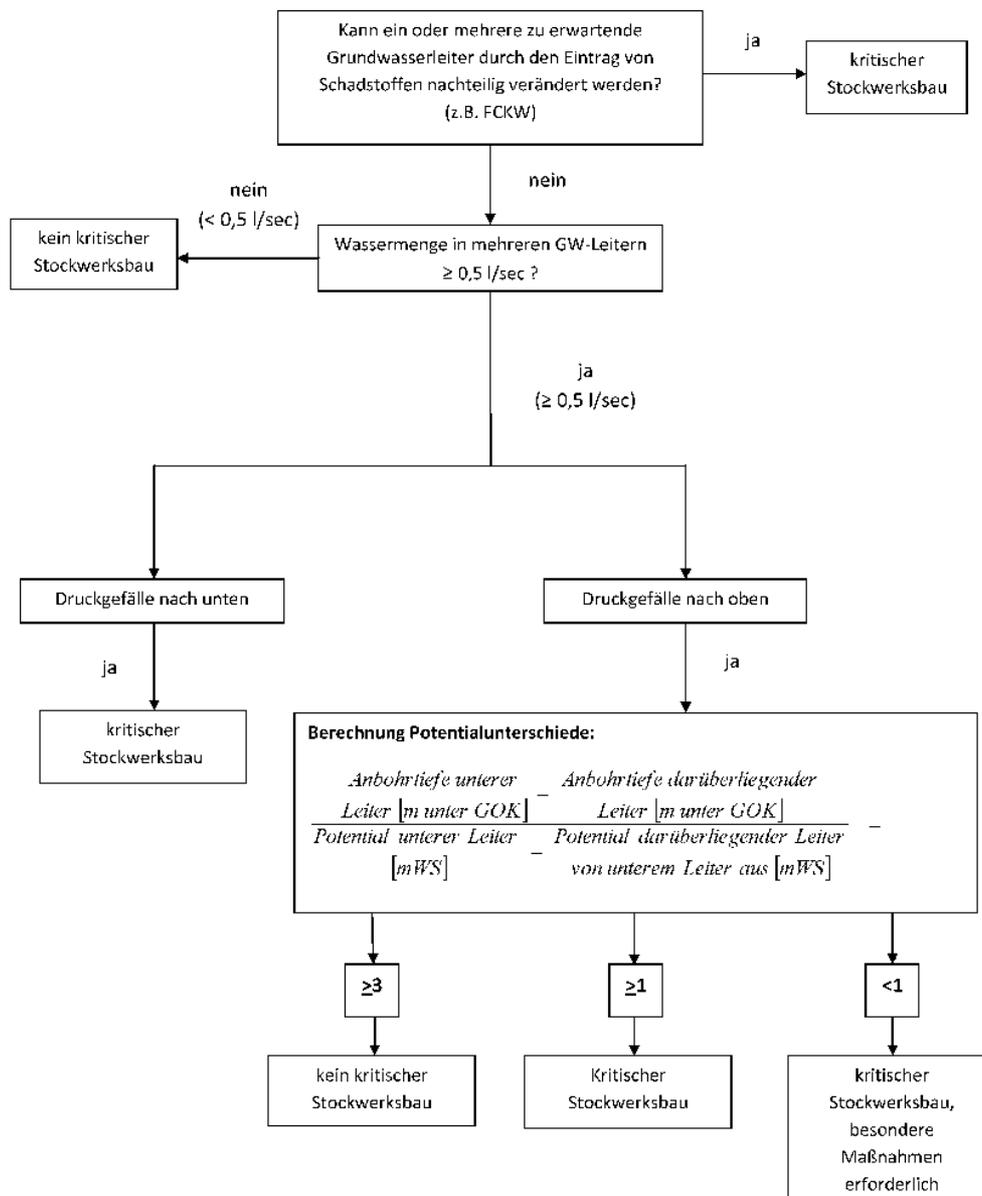 Kann ein oder mehrere zu erwartende
Grundwasserleiter durch den Eintrag von
Schadstoffen nachteilig verändert werden?
(z.B. FCKW)
ja
kritischer
Stockwerksbau
nein
nein
(< 0,5 l/sec)
kein kritischer
Stockwerksbau
Wassermenge in mehreren GW-Leitern
≥ 0,5 l/sec ?
ja
(≥ 0,5 l/sec)
Druckgefälle nach unten
Druckgefälle nach oben
ja
ja
kritischer
Stockwerksbau
Berechnung Potentialunterschiede:
Anbohrtiefe unterer − Anbohrtiefe darüberliegender
Leiter [m unter GOK] Leiter [m unter GOK]
Potential unterer Leiter − Potential darüberliegender Leiter =
[mWS] von unterem Leiter aus [mWS]
≥3
≥1
<1
kein kritischer
Stockwerksbau
Kritischer
Stockwerksbau
kritischer
Stockwerksbau,
besondere
Maßnahmen
erforderlich